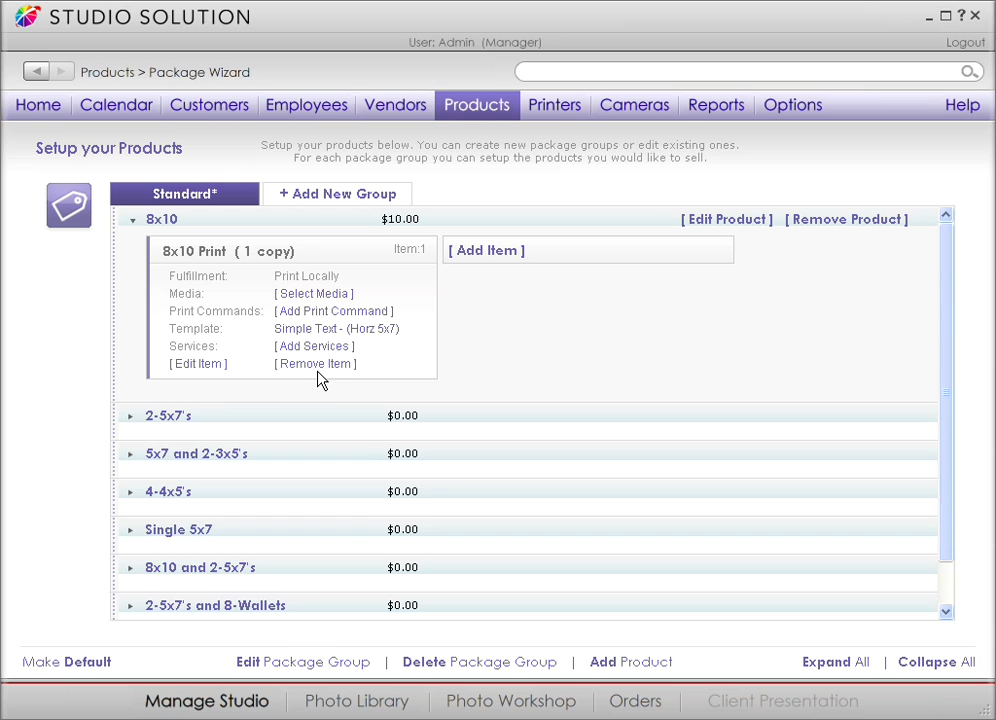 STUDIO SOLUTION
User: Admin (Manager)
Logout
Products > Package Wizard
Home Calendar Customers Employees Vendors Products Printers Cameras Reports Options Help
Setup your Products
Setup your products below. You can create new package groups or edit existing ones.
For each package group you can setup the products you would like to sell.
Standard* + Add New Group
8x10 $10.00 [ Edit Product ] [ Remove Product ]
8x10 Print ( 1 copy) Item:1 [ Add Item ]
Fulfillment: Print Locally
Media: [ Select Media ]
Print Commands: [ Add Print Command ]
Template: Simple Text - (Horz 5x7)
Services: [ Add Services ]
[ Edit Item ] [ Remove Item ]
2-5x7's $0.00
5x7 and 2-3x5's $0.00
4-4x5's $0.00
Single 5x7 $0.00
8x10 and 2-5x7's $0.00
2-5x7's and 8-Wallets $0.00
Make Default Edit Package Group | Delete Package Group | Add Product Expand All | Collapse All
Manage Studio Photo Library Photo Workshop Orders Client Presentation